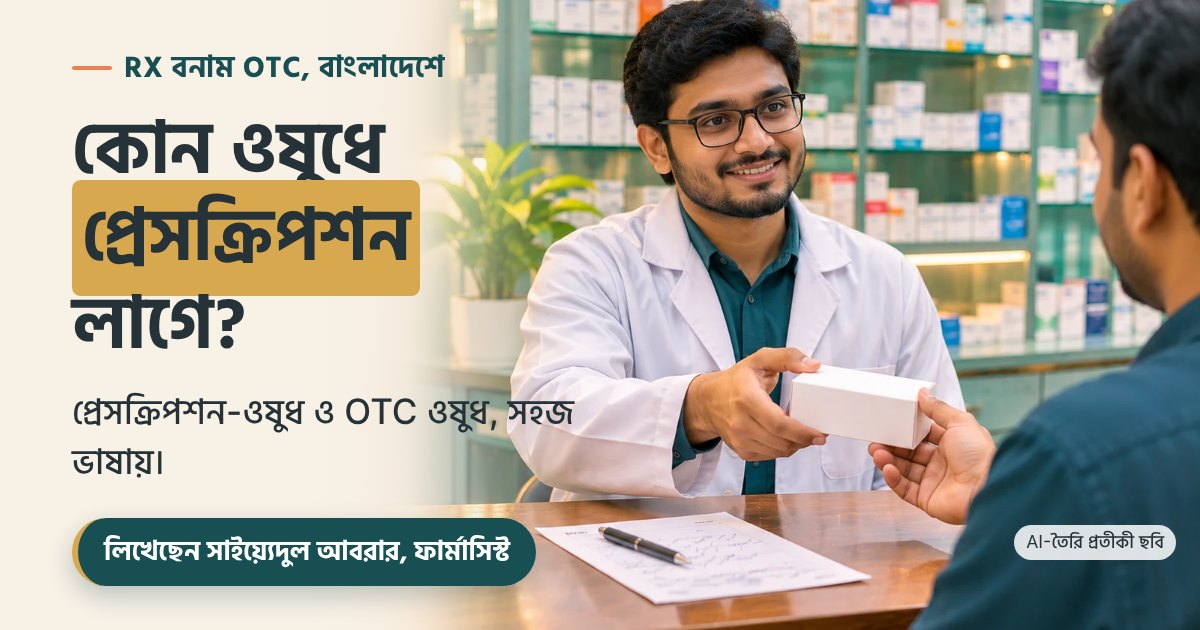 RX বনাম OTC, বাংলাদেশে
কোন ওষুধে
প্রেসক্রিপশন
লাগে?
প্রেসক্রিপশন-ওষুধ ও OTC ওষুধ, সহজ
ভাষায়।
লিখেছেন সাইয়্যেদুল আবরার, ফার্মাসিস্ট
AI-তৈরি প্রতীকী ছবি